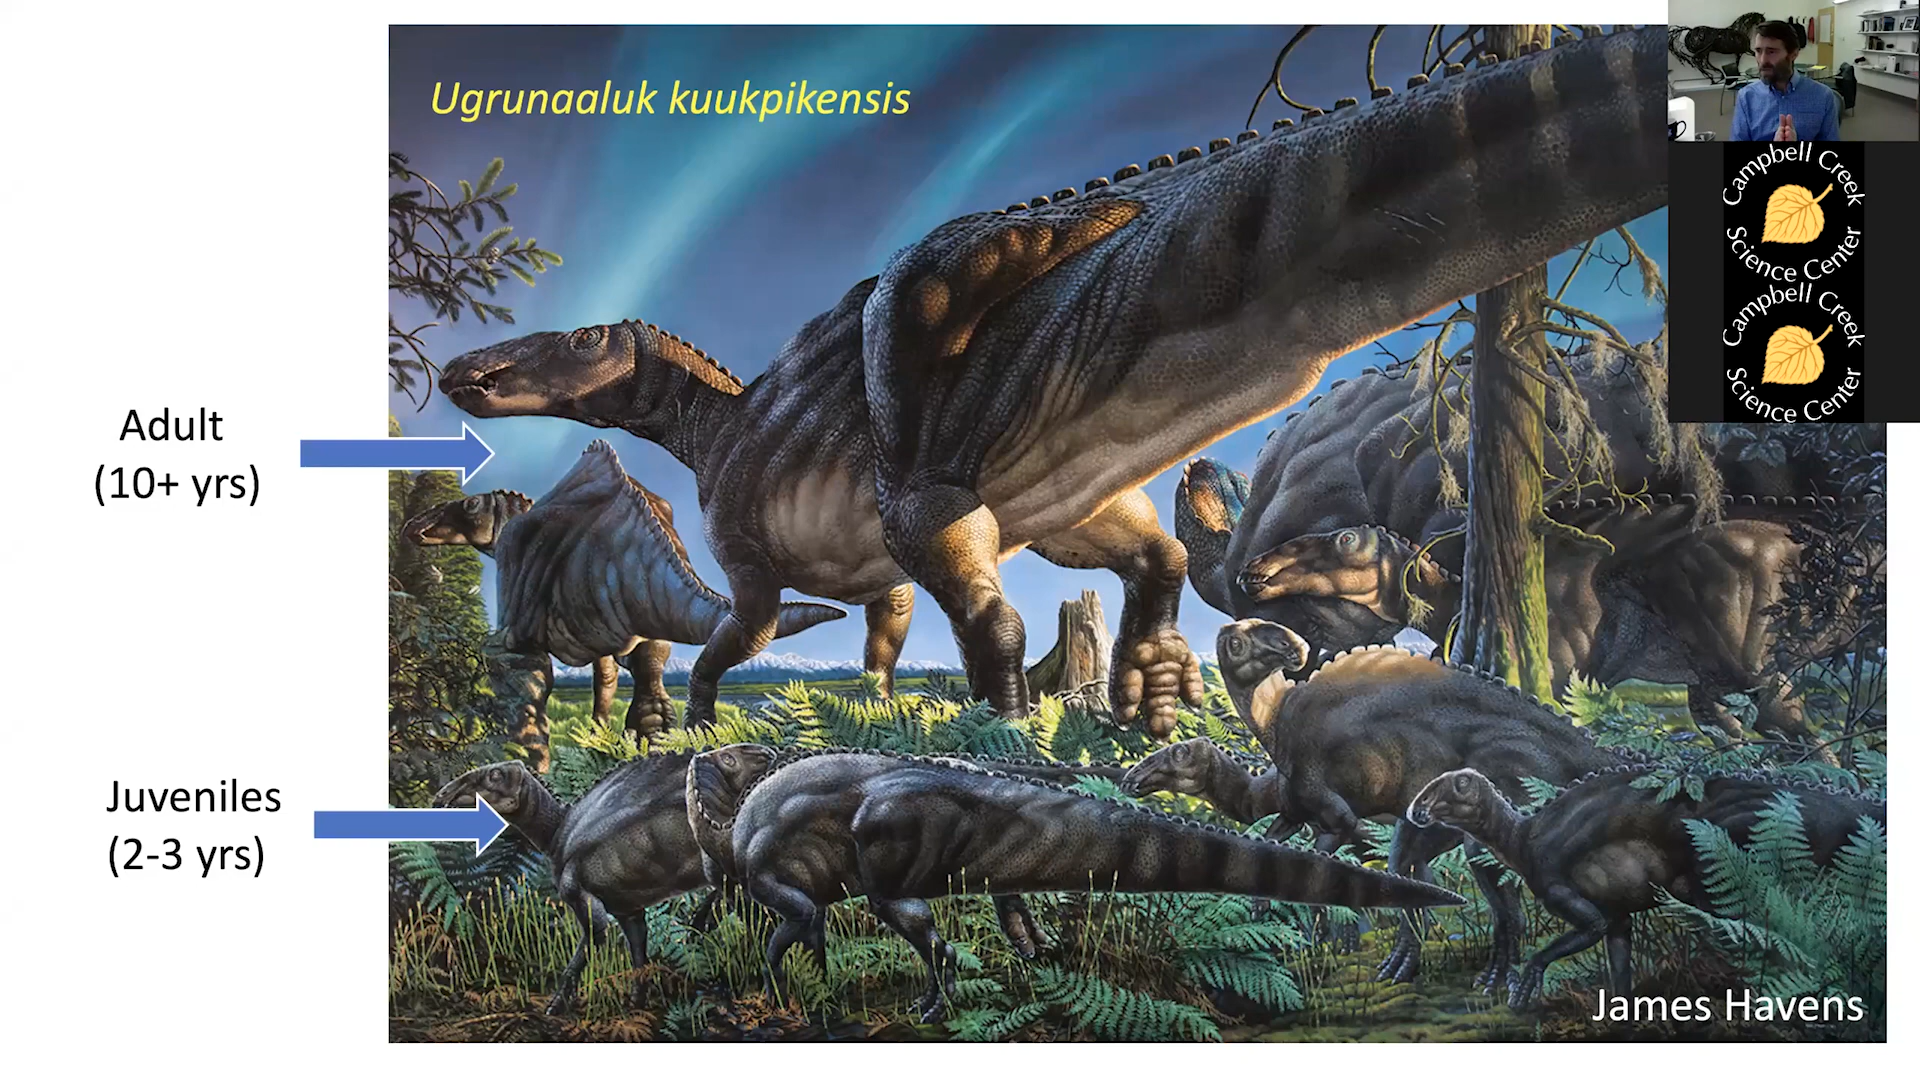 Ugrunaaluk kuukpikensis
Campbell Creek
Science Center
Campbell Creek
Science Center
Adult
(10+ yrs)
Juveniles
(2-3 yrs)
James Havens